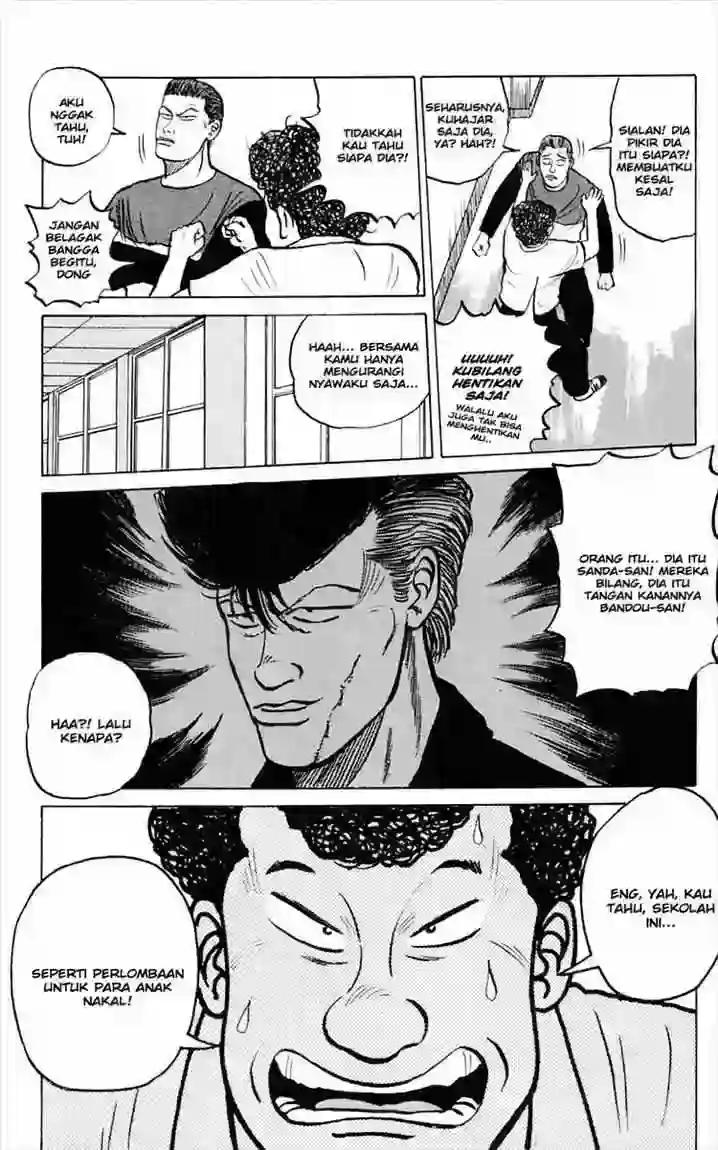 SIALAN! DIA
PIKIR DIA
ITU SIAPA?!
MEMBUATKU
KESAL
SAJA!
SEHARUSNYA,
KUHAJAR
SAJA DIA,
YA? HAH?!
UUUUH!
KUBILANG
HENTIKAN
SAJA!
WALALU AKU
JUGA TAK BISA
MENGHENTIKAN
MU..
TIDAKKAH
KAU TAHU
SIAPA DIA?!
AKU
NGGAK
TAHU,
TUH!
JANGAN
BELAGAK
BANGGA
BEGITU,
DONG
HAAH... BERSAMA
KAMU HANYA
MENGURANGI
NYAWAKU SAJA...
ORANG ITU... DIA ITU
SANDA-SAN! MEREKA
BILANG, DIA ITU
TANGAN KANANNYA
BANDOU-SAN!
HAA?! LALU
KENAPA?
ENG, YAH, KAU
TAHU, SEKOLAH
INI...
SEPERTI PERLOMBAAN
UNTUK PARA ANAK
NAKAL!